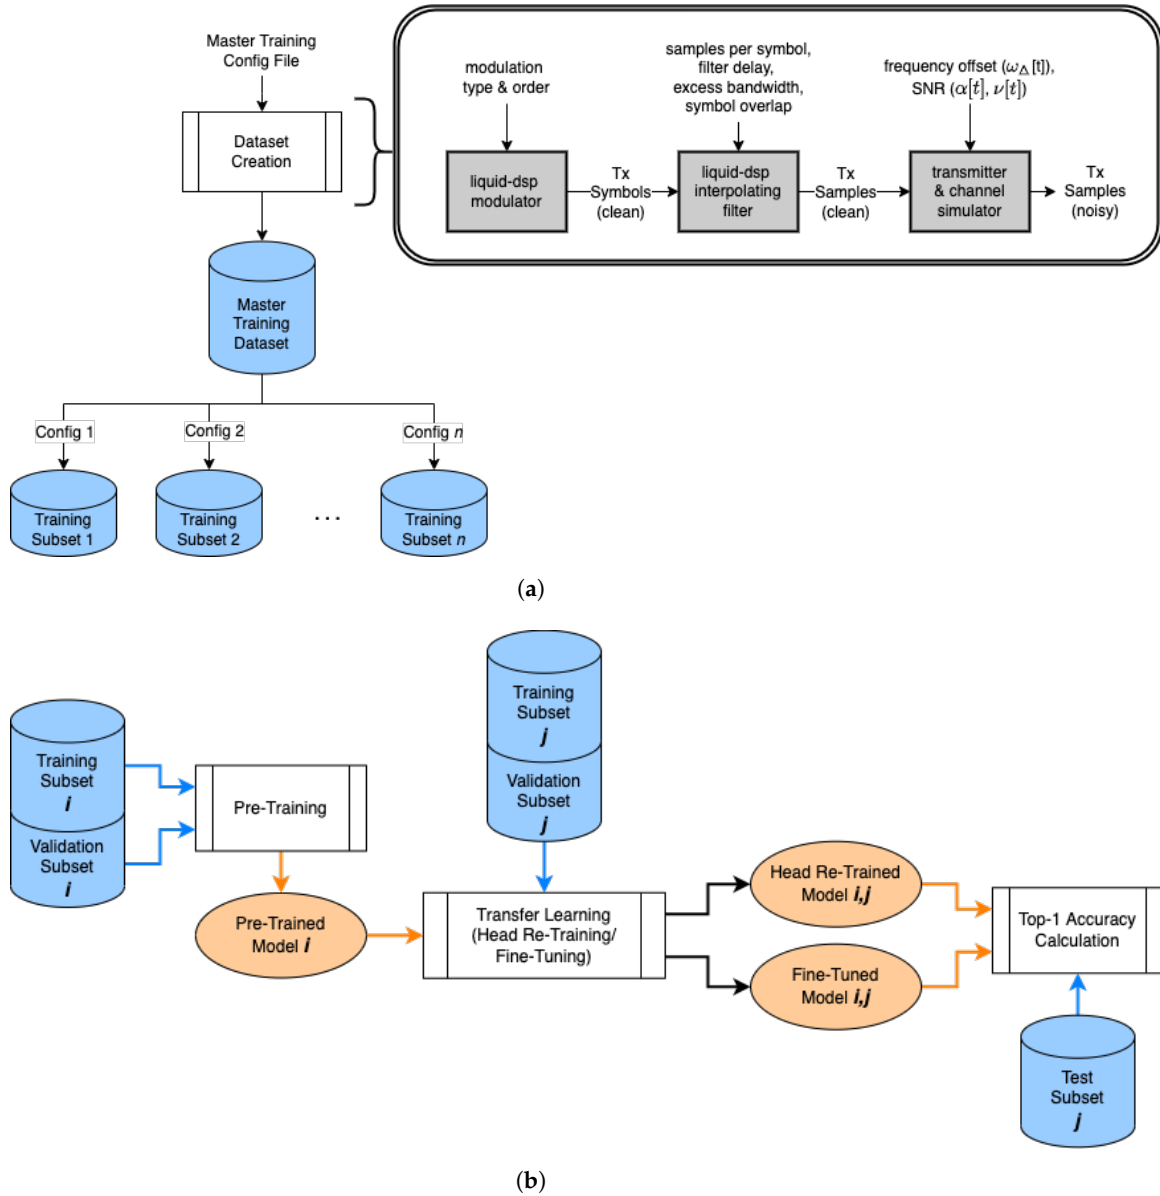 Master Training
Config File
Dataset
Creation
modulation
type & order
samples per symbol,
filter delay,
excess bandwidth,
symbol overlap
frequency offset (ω_Δ[t]),
SNR (α[t], ν[t])
liquid-dsp
modulator
Tx
Symbols
(clean)
liquid-dsp
interpolating
filter
Tx
Samples
(clean)
transmitter
& channel
simulator
Tx
Samples
(noisy)
Master
Training
Dataset
Config 1
Config 2
Config n
Training
Subset 1
Training
Subset 2
...
Training
Subset n
(a)
Training
Subset
i
Validation
Subset
i
Pre-Training
Pre-Trained
Model i
Training
Subset
j
Validation
Subset
j
Transfer Learning
(Head Re-Training/
Fine-Tuning)
Head Re-Trained
Model i,j
Fine-Tuned
Model i,j
Top-1 Accuracy
Calculation
Test
Subset
j
(b)